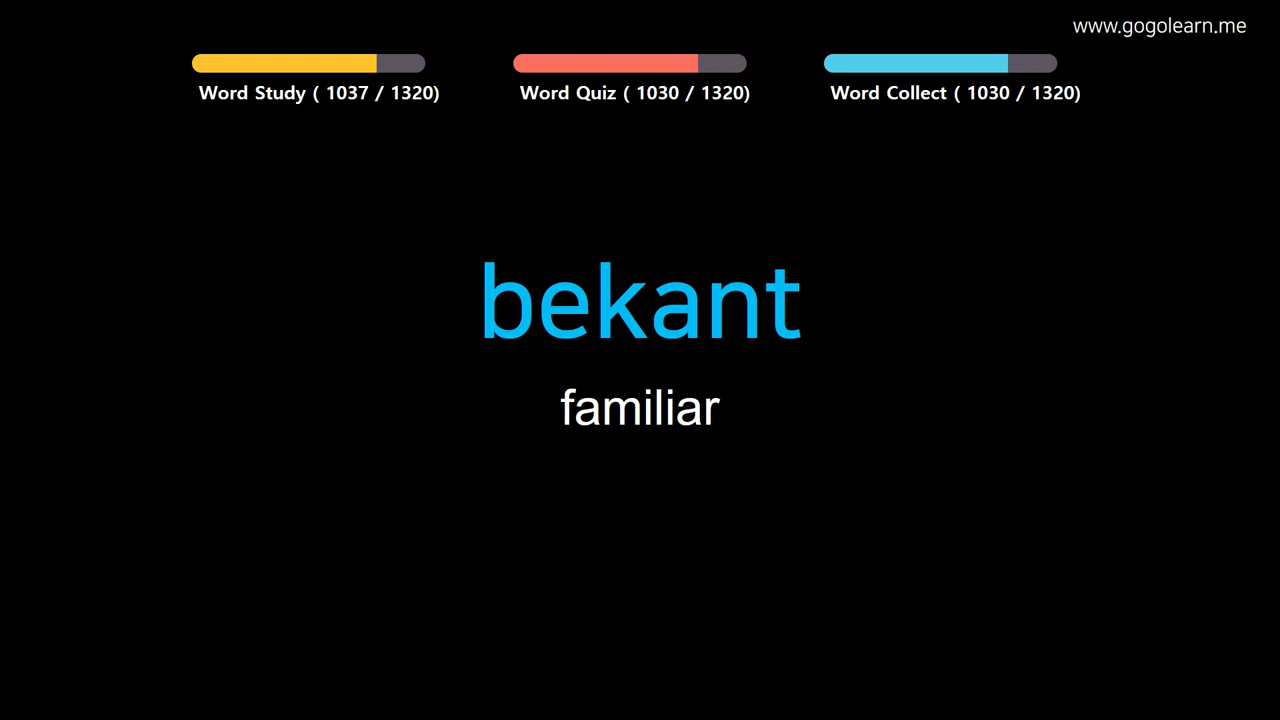 www.gogolearn.me
Word Study ( 1037 / 1320)
Word Quiz ( 1030 / 1320)
Word Collect ( 1030 / 1320)
bekant
familiar